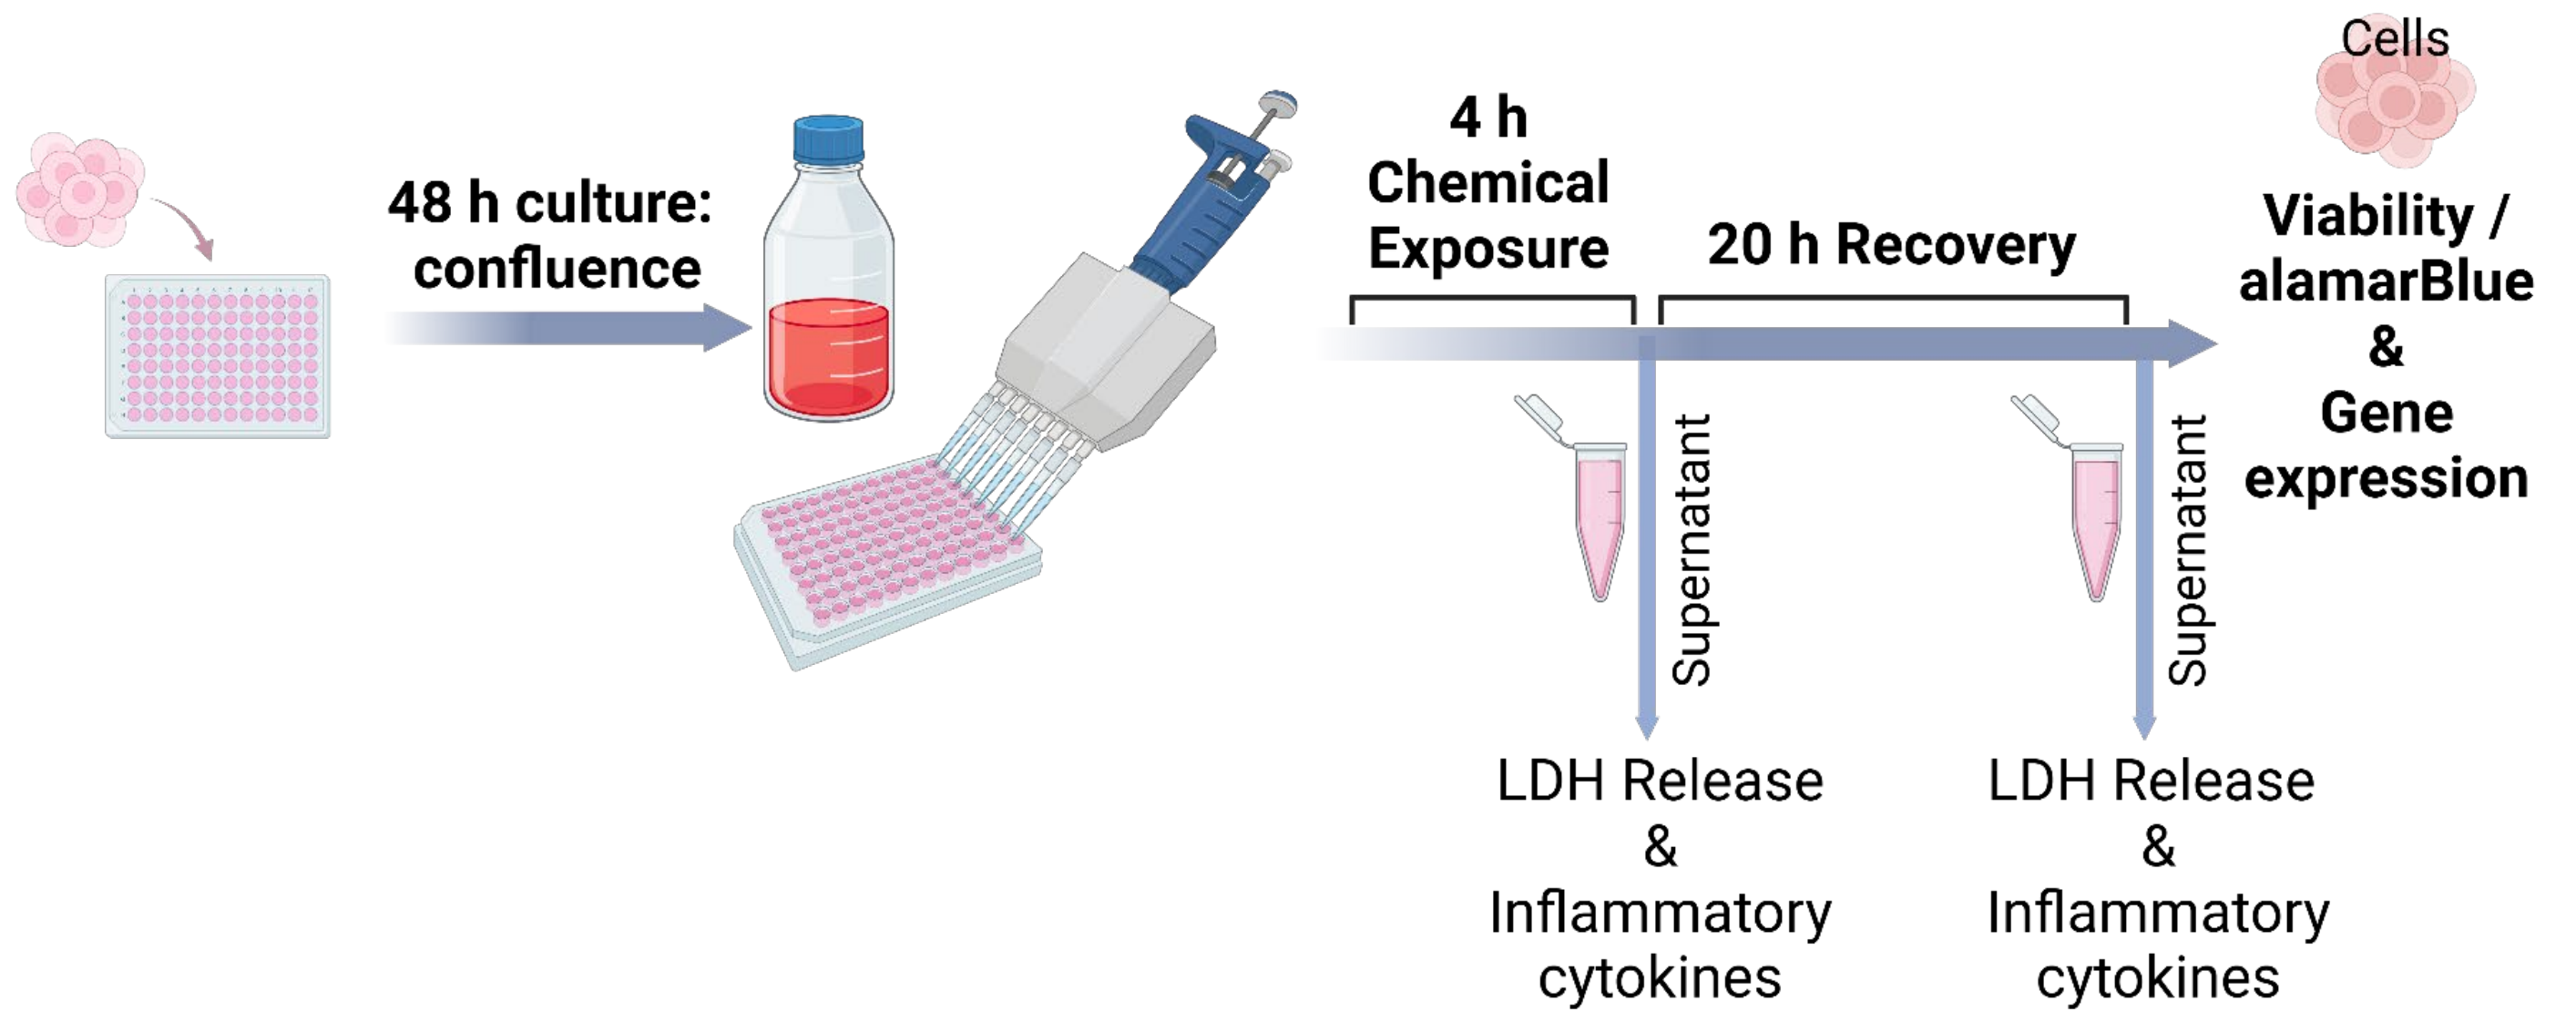 48 h culture:
confluence
4 h
Chemical
Exposure
20 h Recovery
Cells
Viability /
alamarBlue
&
Gene
expression
Supernatant
Supernatant
LDH Release
&
Inflammatory
cytokines
LDH Release
&
Inflammatory
cytokines